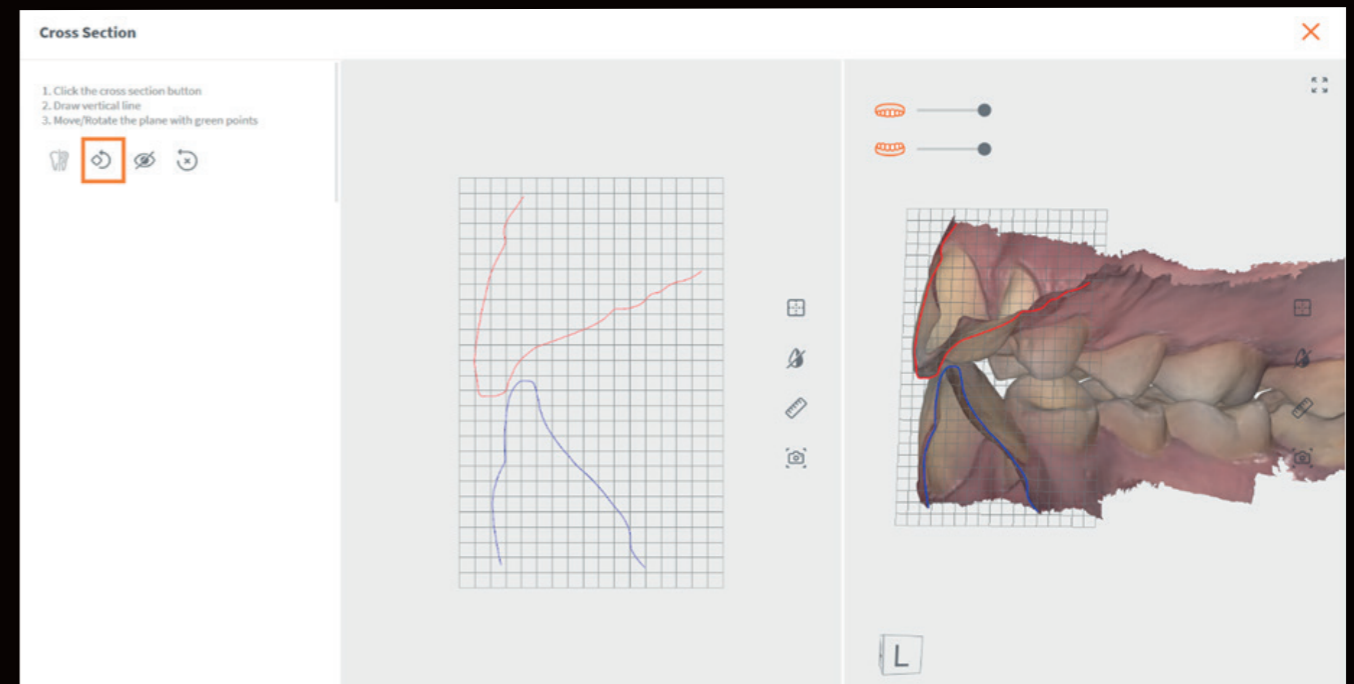 Cross Section
1. Click the cross section button
2. Draw vertical line
3. Move/Rotate the plane with green points
L